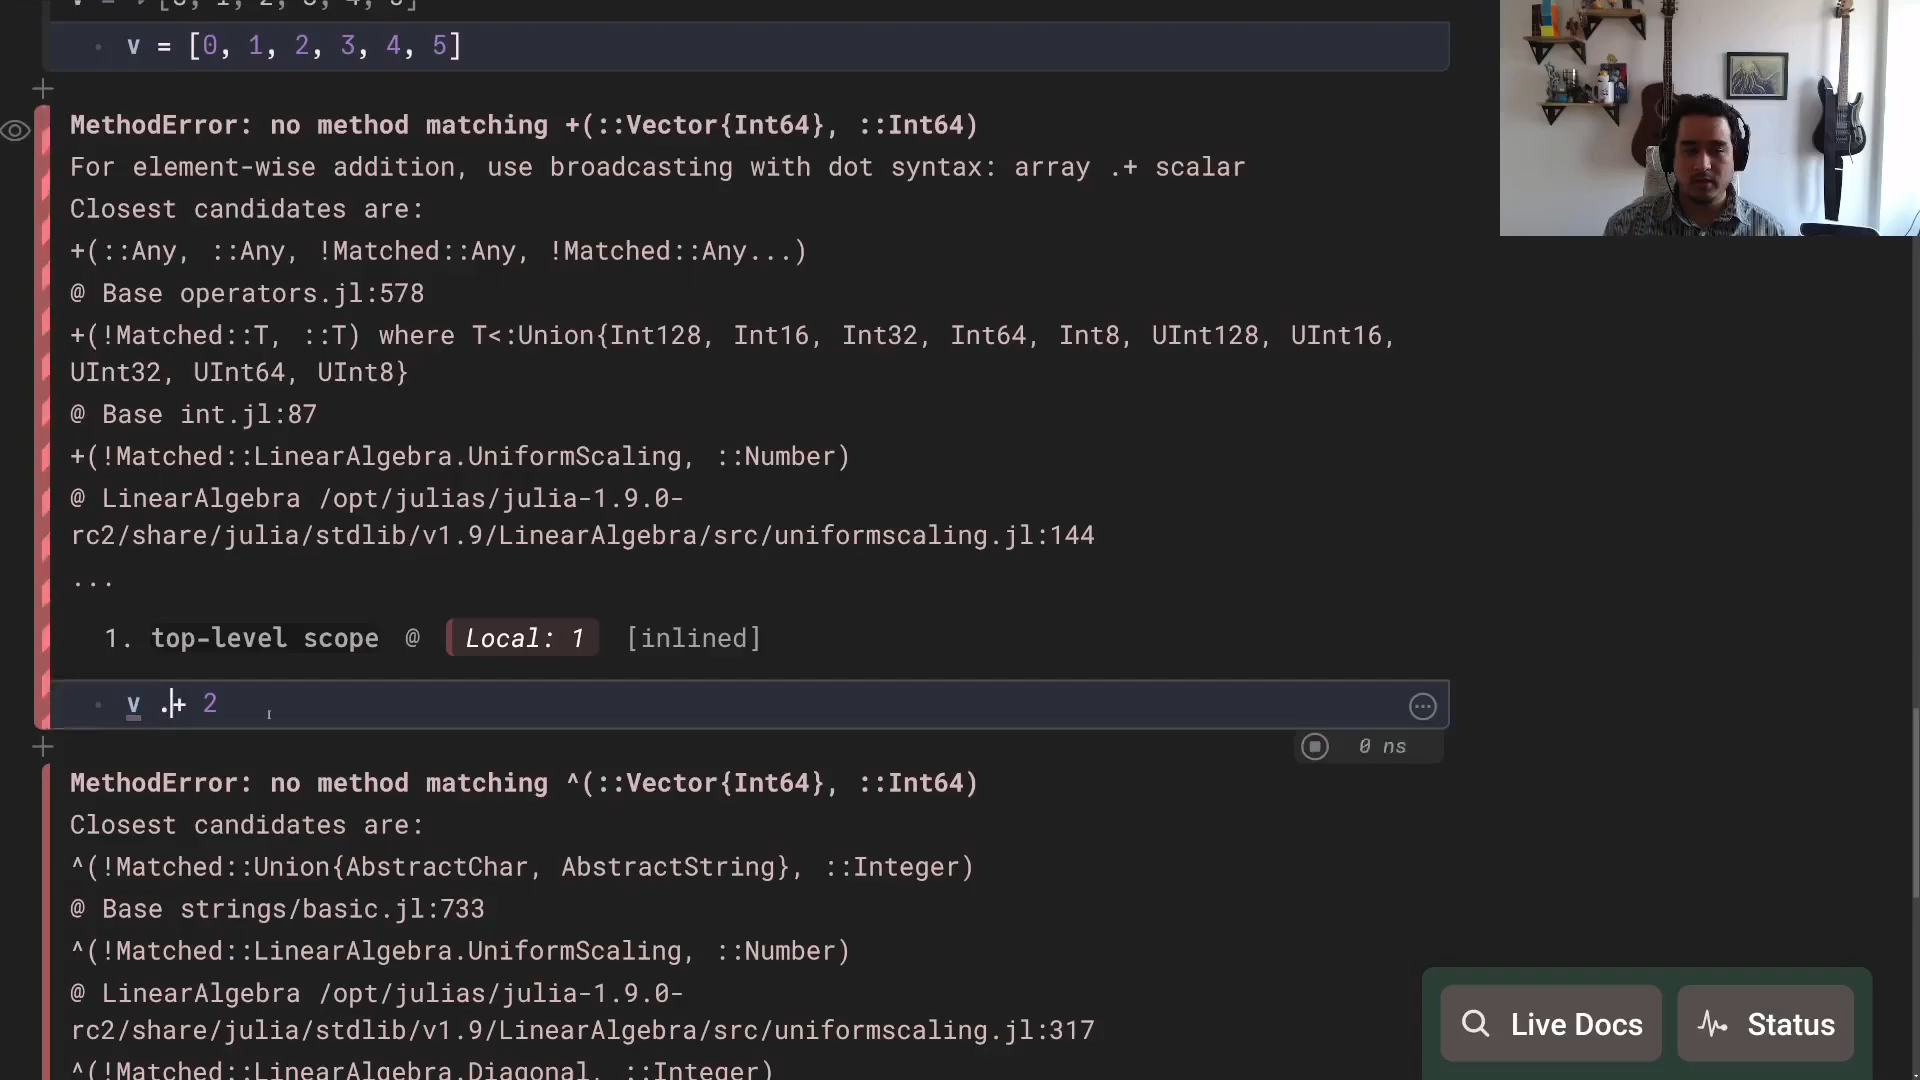 v = [0, 1, 2, 3, 4, 5]
v = [0, 1, 2, 3, 4, 5]
MethodError: no method matching +(::Vector{Int64}, ::Int64)
For element-wise addition, use broadcasting with dot syntax: array .+ scalar
Closest candidates are:
+(::Any, ::Any, !Matched::Any, !Matched::Any...)
@ Base operators.jl:578
+(!Matched::T, ::T) where T<:Union{Int128, Int16, Int32, Int64, Int8, UInt128, UInt16,
UInt32, UInt64, UInt8}
@ Base int.jl:87
+(!Matched::LinearAlgebra.UniformScaling, ::Number)
@ LinearAlgebra /opt/julias/julia-1.9.0-
rc2/share/julia/stdlib/v1.9/LinearAlgebra/src/uniformscaling.jl:144
...
1. top-level scope @ Local: 1 [inlined]
v .+ 2
0 ns
MethodError: no method matching ^(::Vector{Int64}, ::Int64)
Closest candidates are:
^(!Matched::Union{AbstractChar, AbstractString}, ::Integer)
@ Base strings/basic.jl:733
^(!Matched::LinearAlgebra.UniformScaling, ::Number)
@ LinearAlgebra /opt/julias/julia-1.9.0-
rc2/share/julia/stdlib/v1.9/LinearAlgebra/src/uniformscaling.jl:317
^(!Matched::LinearAlgebra.Diagonal, ::Integer)
Live Docs
Status